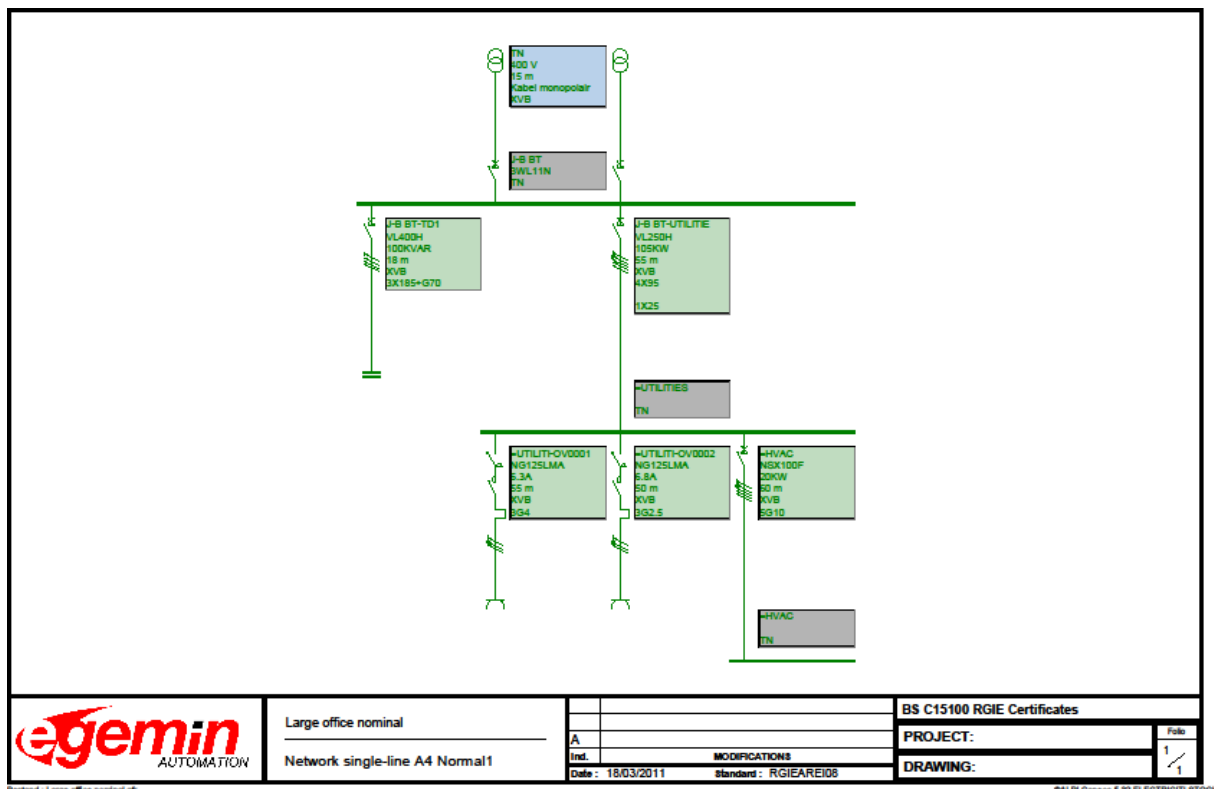 TN
400 V
15 m
Kabel monopolair
XVB
J-B BT
3WL11N
TN
J-B BT-TD1
VL400H
100KVAR
18 m
XVB
3X185+G70
J-B BT-UTILITIE
VL250H
105KW
55 m
XVB
4X95
1X25
=UTILITIES
TN
=UTILITI-OV0001
NG125LMA
6.3A
55 m
XVB
3G4
=UTILITI-OV0002
NG125LMA
6.8A
50 m
XVB
3G2.5
=HVAC
NSX100F
20KW
60 m
XVB
5G10
=HVAC
TN
egemin
AUTOMATION
Large office nominal
Network single-line A4 Normal1
A
Ind. MODIFICATIONS
Date : 18/03/2011 Standard : RGIEAREI08
BS C15100 RGIE Certificates
PROJECT:
DRAWING:
Folio
1
1